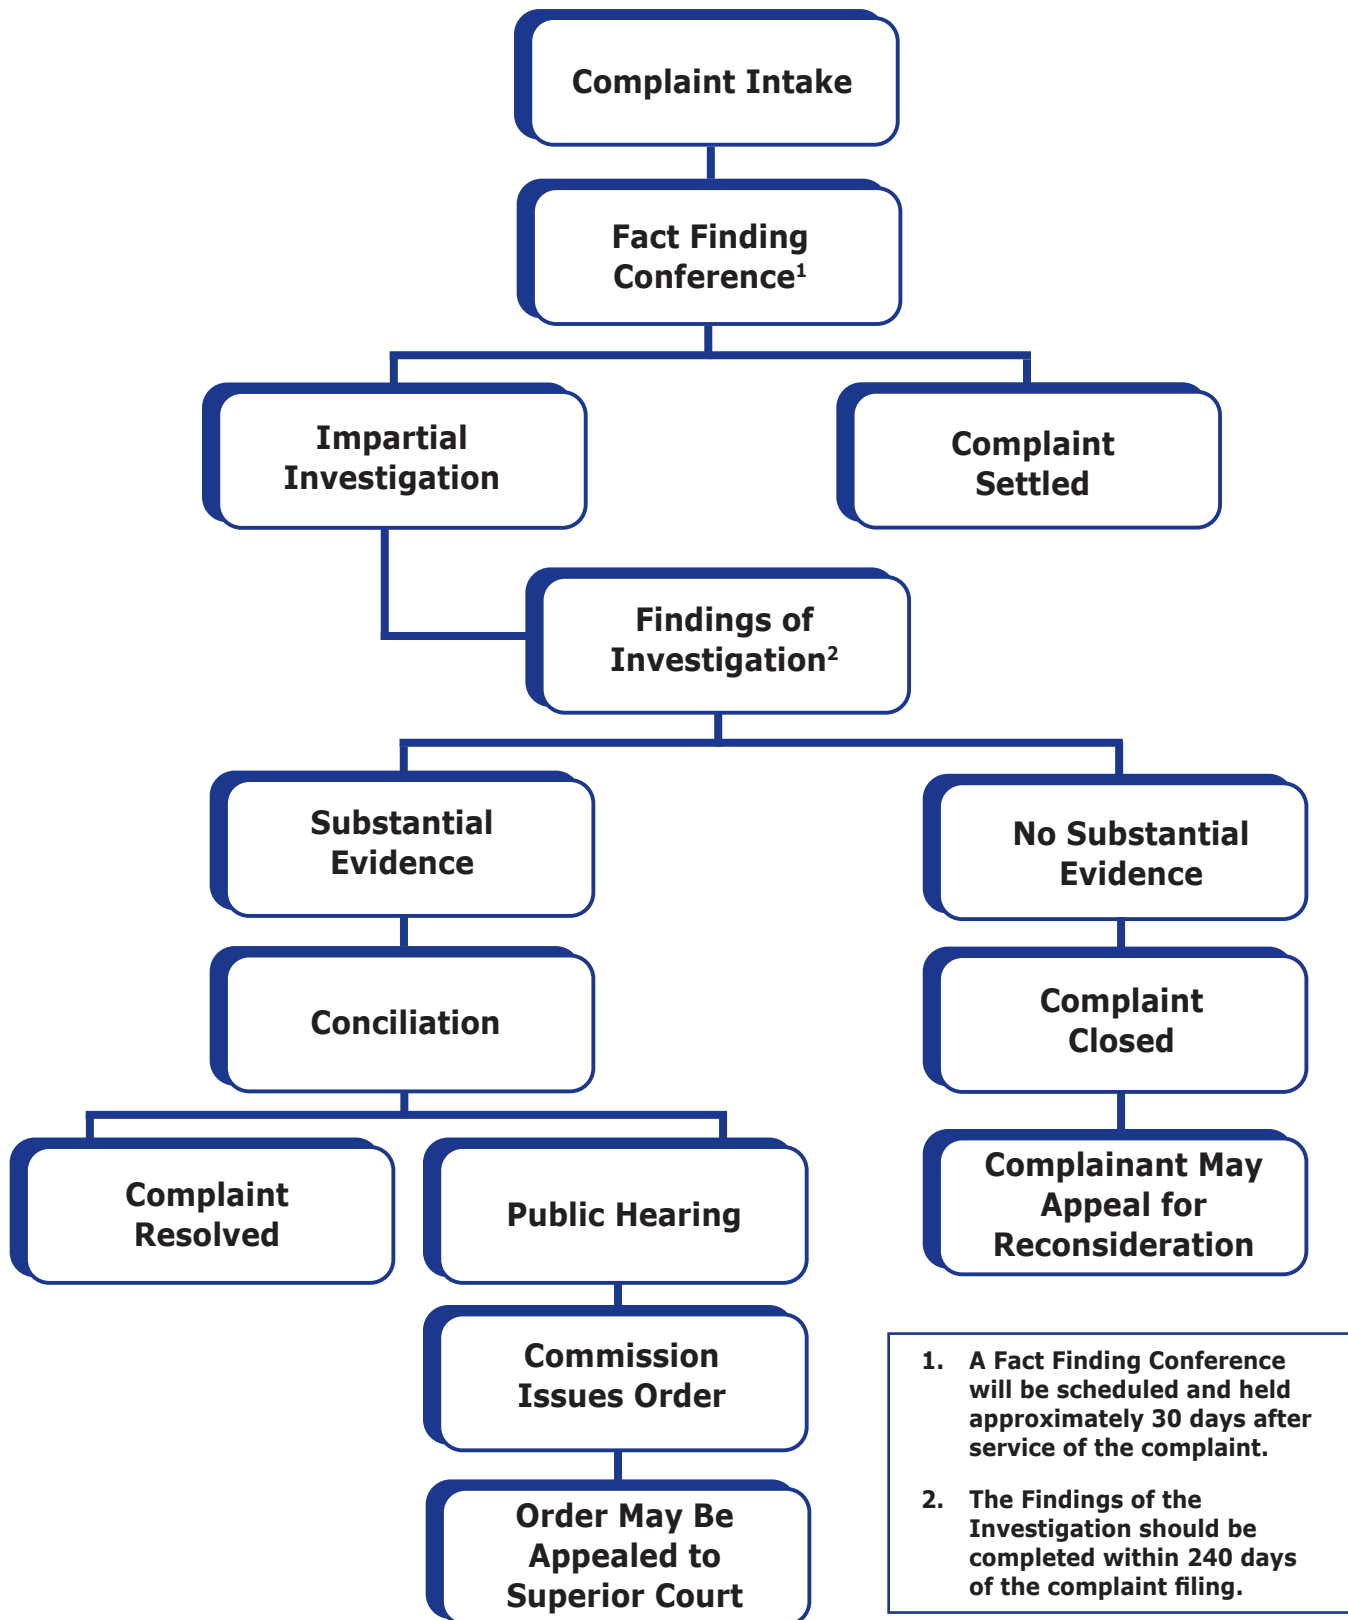 Complaint Intake
Fact Finding
Conference¹
Impartial
Investigation
Complaint
Settled
Findings of
Investigation²
Substantial
Evidence
No Substantial
Evidence
Conciliation
Complaint
Closed
Complaint
Resolved
Public Hearing
Complainant May
Appeal for
Reconsideration
Commission
Issues Order
Order May Be
Appealed to
Superior Court
1. A Fact Finding Conference
will be scheduled and held
approximately 30 days after
service of the complaint.
2. The Findings of the
Investigation should be
completed within 240 days
of the complaint filing.